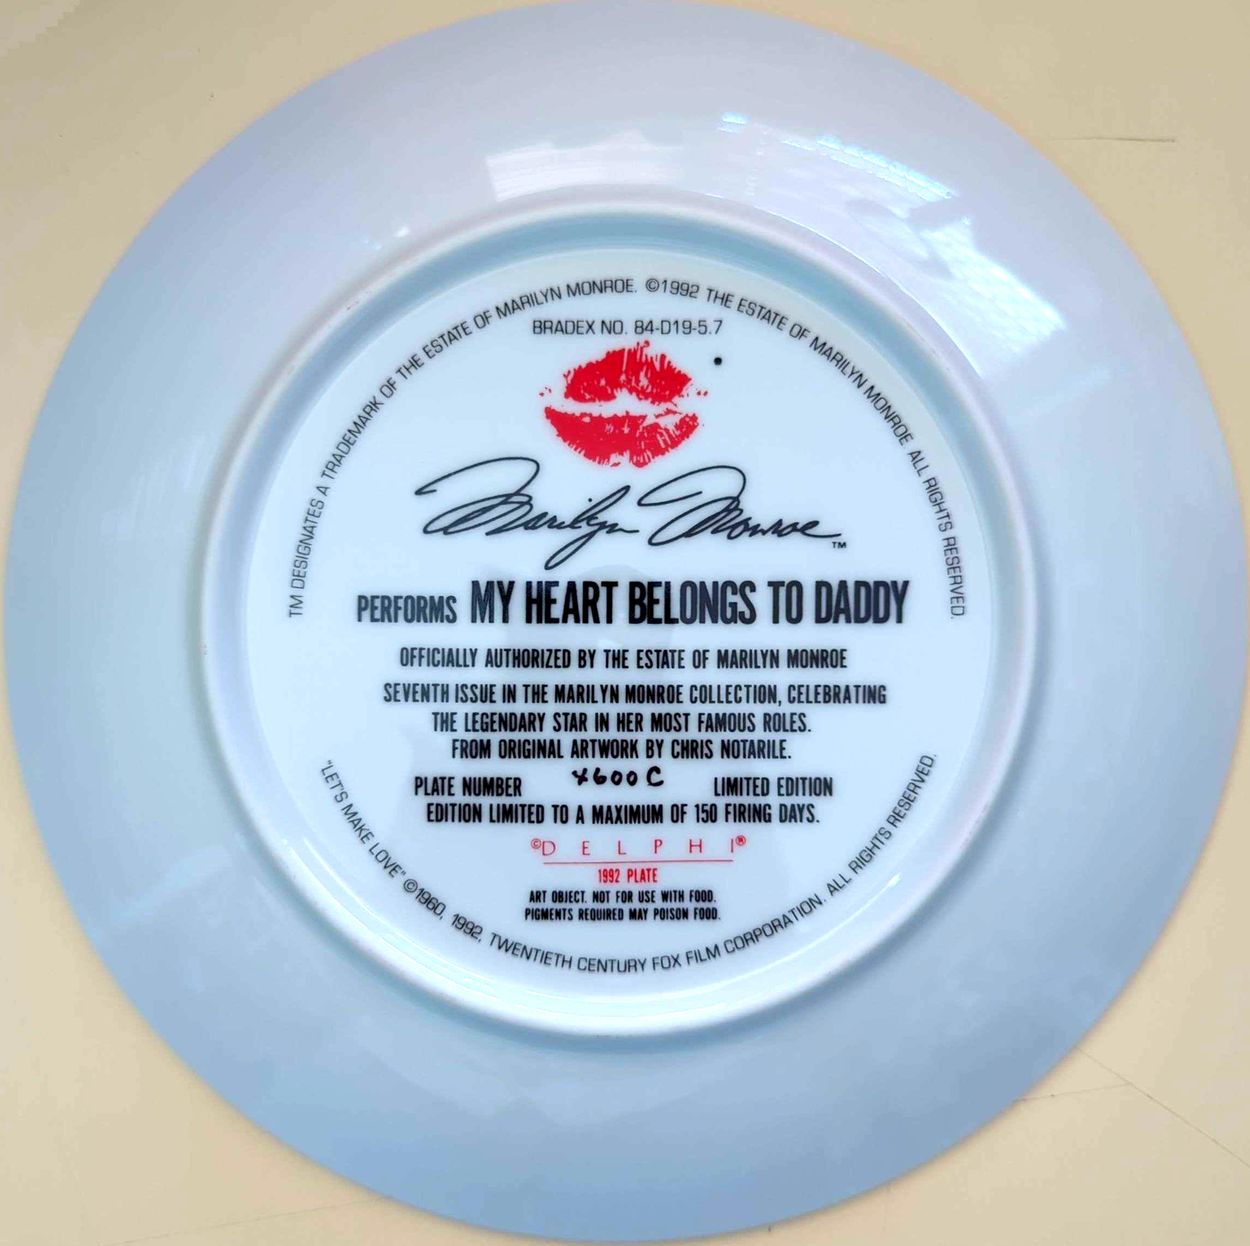 TM DESIGNATES A TRADEMARK OF THE ESTATE OF MARILYN MONROE. ©1992 THE ESTATE OF MARILYN MONROE ALL RIGHTS RESERVED.
BRADEX NO. 84-D19-5.7
Marilyn Monroe™
PERFORMS MY HEART BELONGS TO DADDY
OFFICIALLY AUTHORIZED BY THE ESTATE OF MARILYN MONROE
SEVENTH ISSUE IN THE MARILYN MONROE COLLECTION, CELEBRATING
THE LEGENDARY STAR IN HER MOST FAMOUS ROLES.
FROM ORIGINAL ARTWORK BY CHRIS NOTARILE.
PLATE NUMBER 4600 C LIMITED EDITION
EDITION LIMITED TO A MAXIMUM OF 150 FIRING DAYS.
©DELPHI®
1992 PLATE
ART OBJECT. NOT FOR USE WITH FOOD.
PIGMENTS REQUIRED MAY POISON FOOD.
"LET'S MAKE LOVE" ©1960, 1992, TWENTIETH CENTURY FOX FILM CORPORATION. ALL RIGHTS RESERVED.